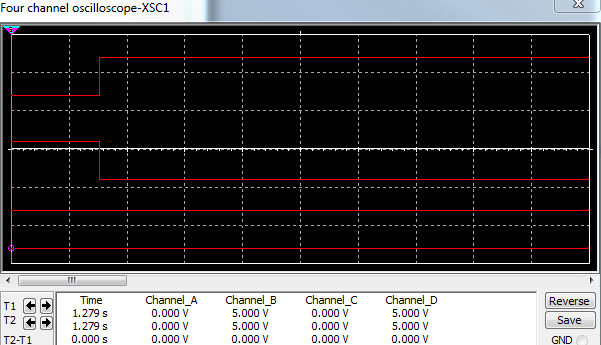 Four channel oscilloscope-XSC1
Time Channel_A Channel_B Channel_C Channel_D
T1 1.279 s 0.000 V 5.000 V 0.000 V 5.000 V
T2 1.279 s 0.000 V 5.000 V 0.000 V 5.000 V
T2-T1 0.000 s 0.000 V 0.000 V 0.000 V 0.000 V
Reverse
Save
GND